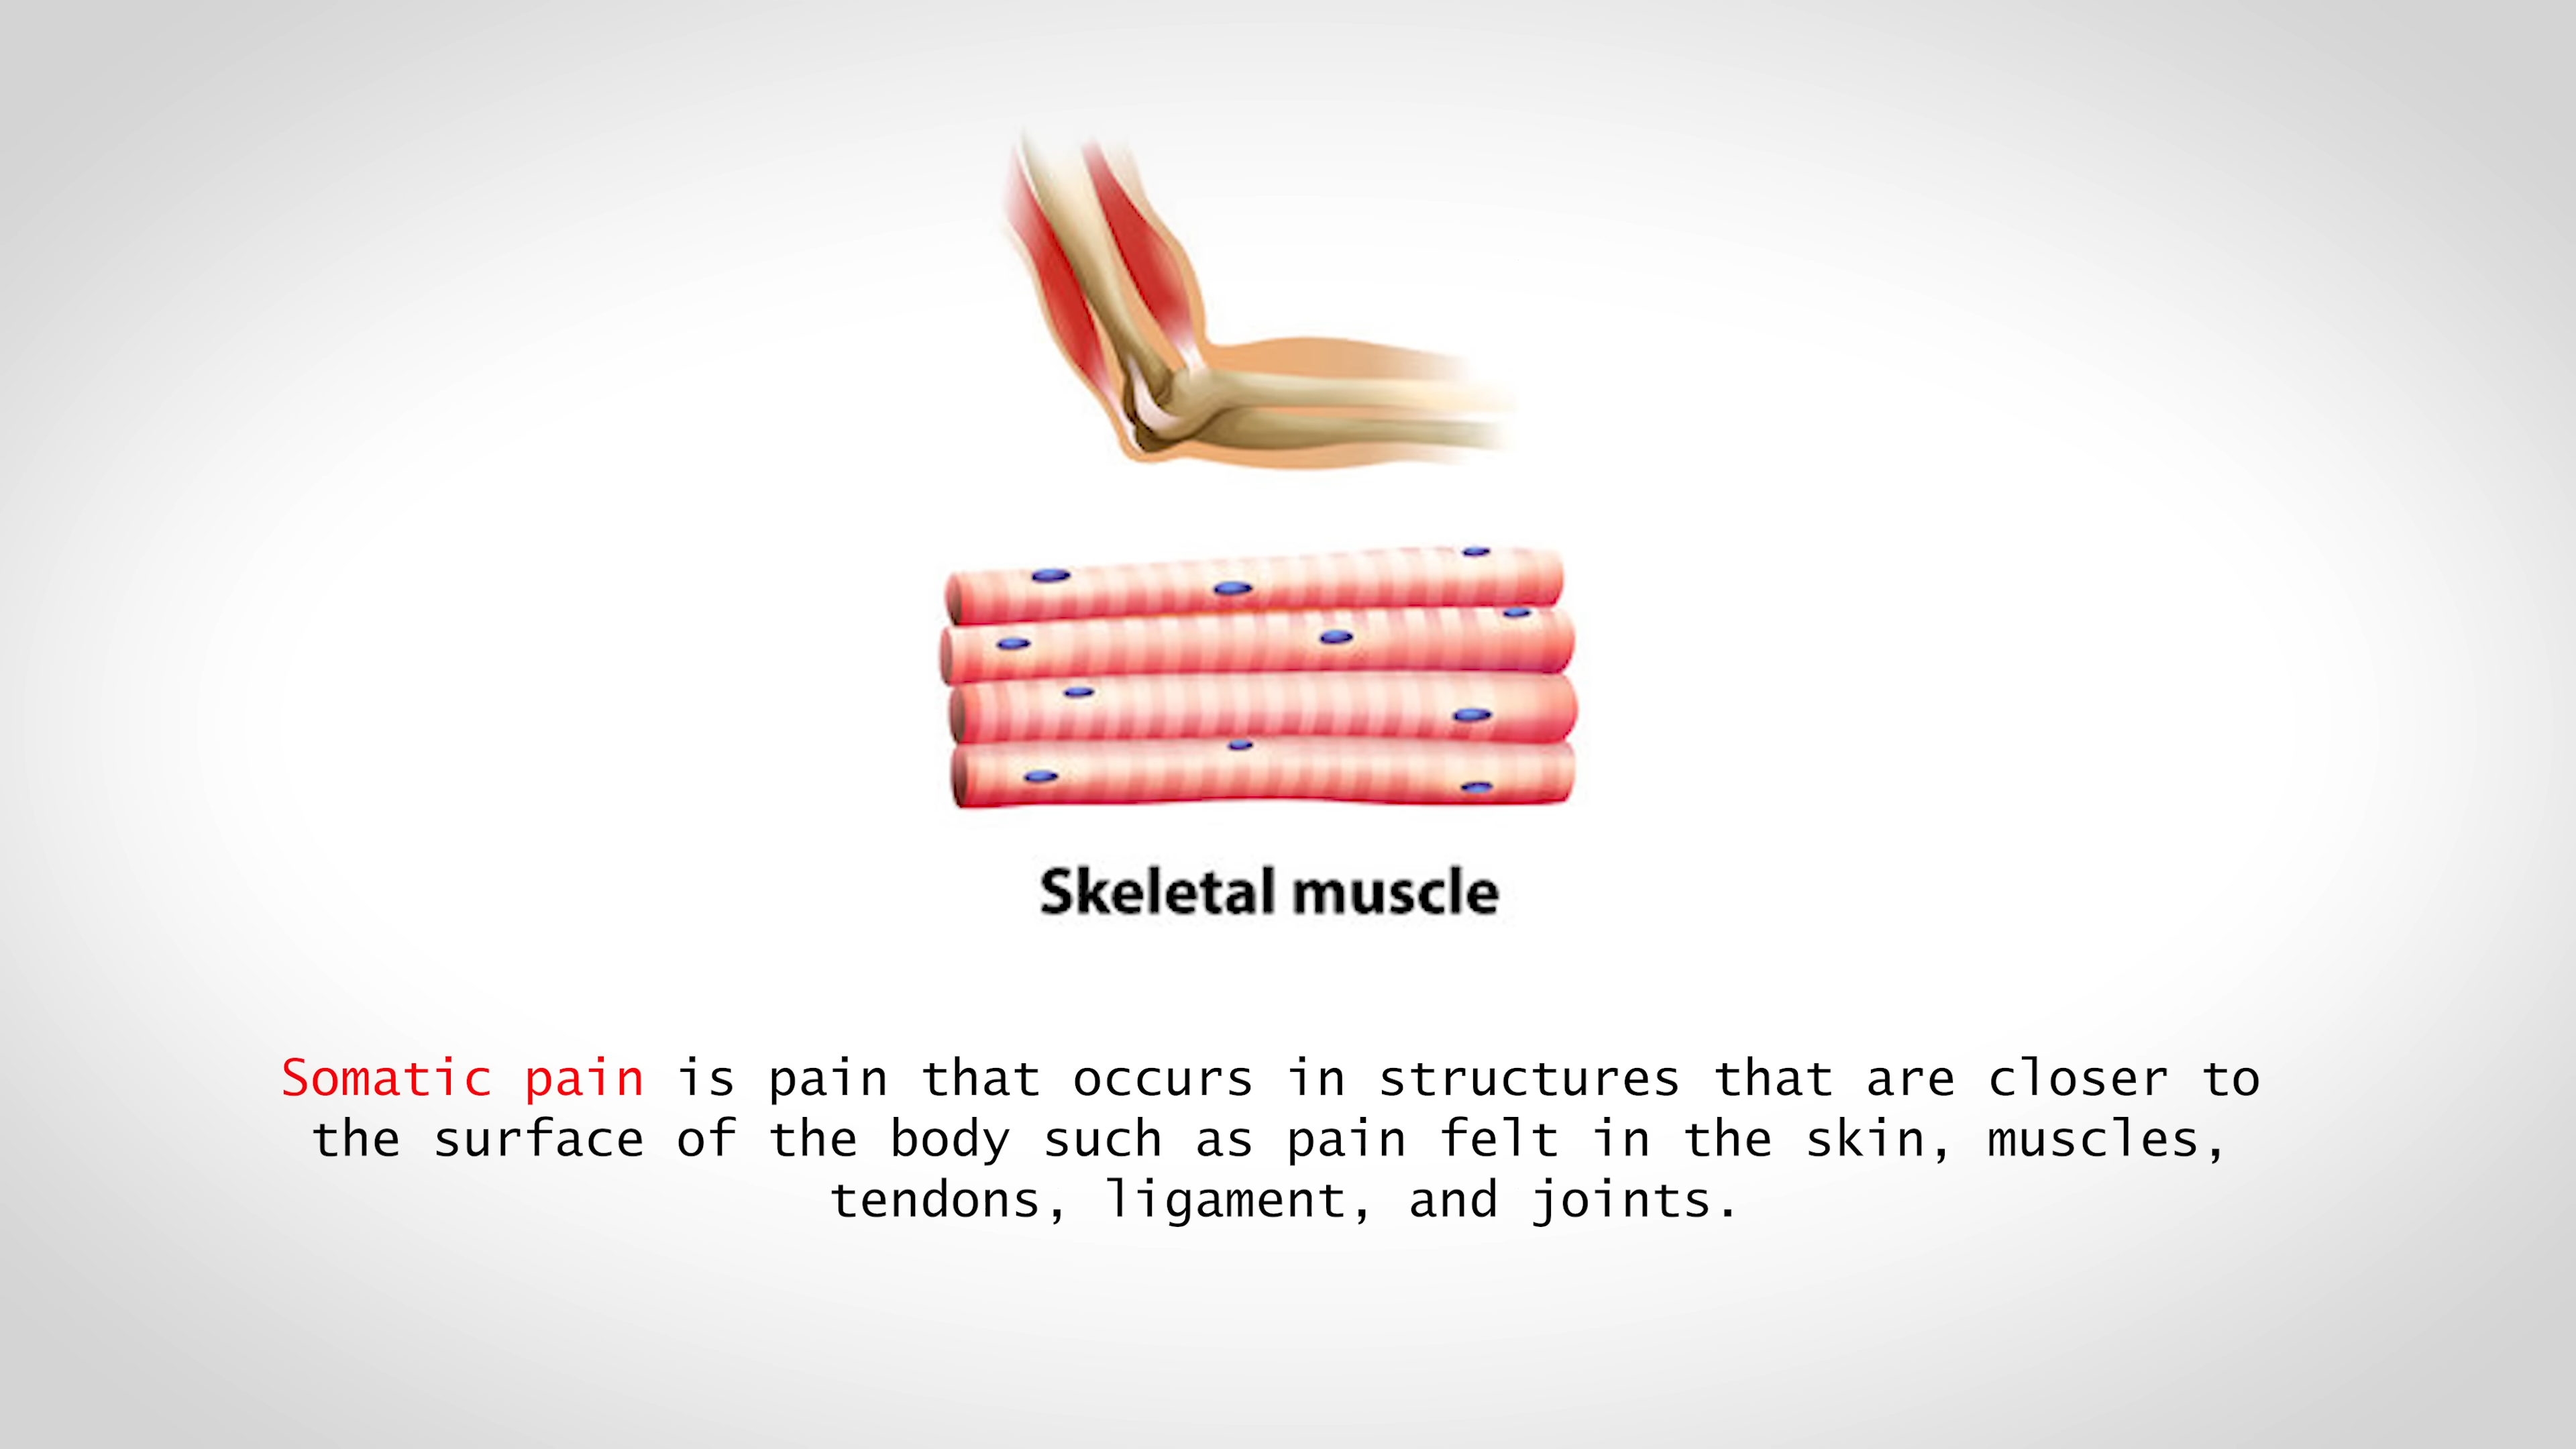 Skeletal muscle
Somatic pain is pain that occurs in structures that are closer to
the surface of the body such as pain felt in the skin, muscles,
tendons, ligament, and joints.